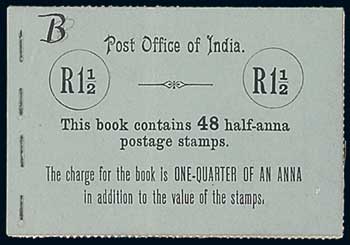 B
Post Office of India.
R1½ R1½
This book contains 48 half-anna
postage stamps.
The charge for the book is ONE-QUARTER OF AN ANNA
in addition to the value of the stamps.